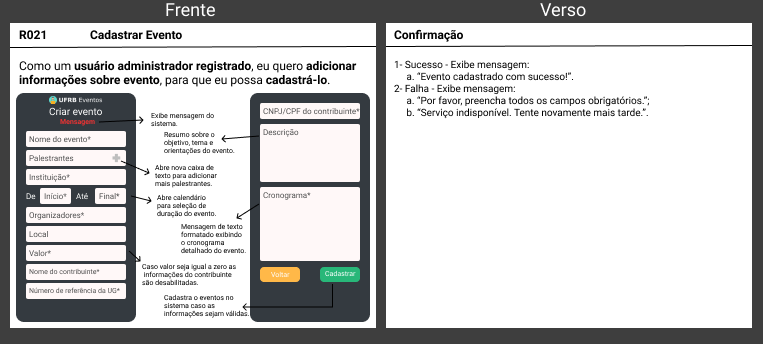 Frente
R021 Cadastrar Evento
Como um usuário administrador registrado, eu quero adicionar
informações sobre evento, para que eu possa cadastrá-lo.
UFRB Eventos
Criar evento
Mensagem
Nome do evento*
Palestrantes
Instituição*
De Início* Até Final*
Organizadores*
Local
Valor*
Nome do contribuinte*
Número de referência da UG*
Exibe mensagem do
sistema.
Resumo sobre o
objetivo, tema e
orientações do evento.
Abre nova caixa de
texto para adicionar
mais palestrantes.
Abre calendário
para seleção de
duração do evento.
Mensagem de texto
formatado exibindo
o cronograma
detalhado do evento.
Caso valor seja igual a zero as
informações do contribuinte
são desabilitadas.
Cadastra o eventos no
sistema caso as
informações sejam válidas.
CNPJ/CPF do contribuinte*
Descrição
Cronograma*
Voltar Cadastrar
Verso
Confirmação
1- Sucesso - Exibe mensagem:
a. “Evento cadastrado com sucesso!”.
2- Falha - Exibe mensagem:
a. “Por favor, preencha todos os campos obrigatórios.”;
b. “Serviço indisponível. Tente novamente mais tarde.”.